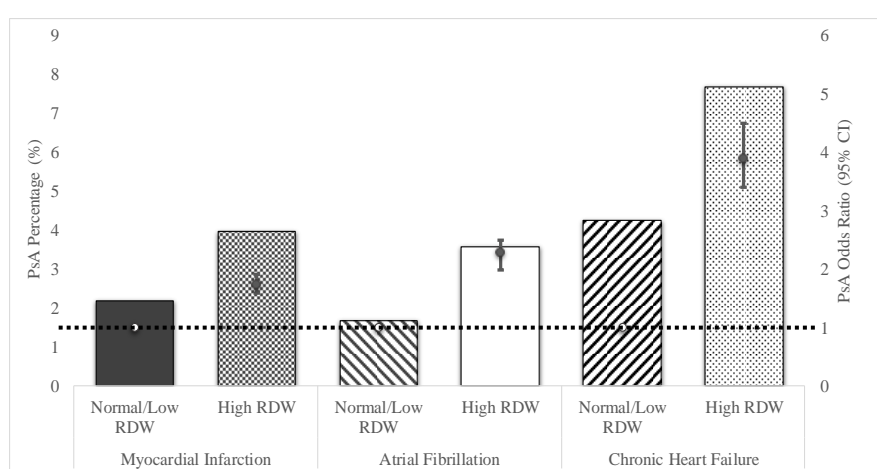 9
8
7
6
5
4
3
2
1
0
PsA Percentage (%)
6
5
4
3
2
1
0
PsA Odds Ratio (95% CI)
Normal/Low
RDW
High RDW
Normal/Low
RDW
High RDW
Normal/Low
RDW
High RDW
Myocardial Infarction
Atrial Fibrillation
Chronic Heart Failure